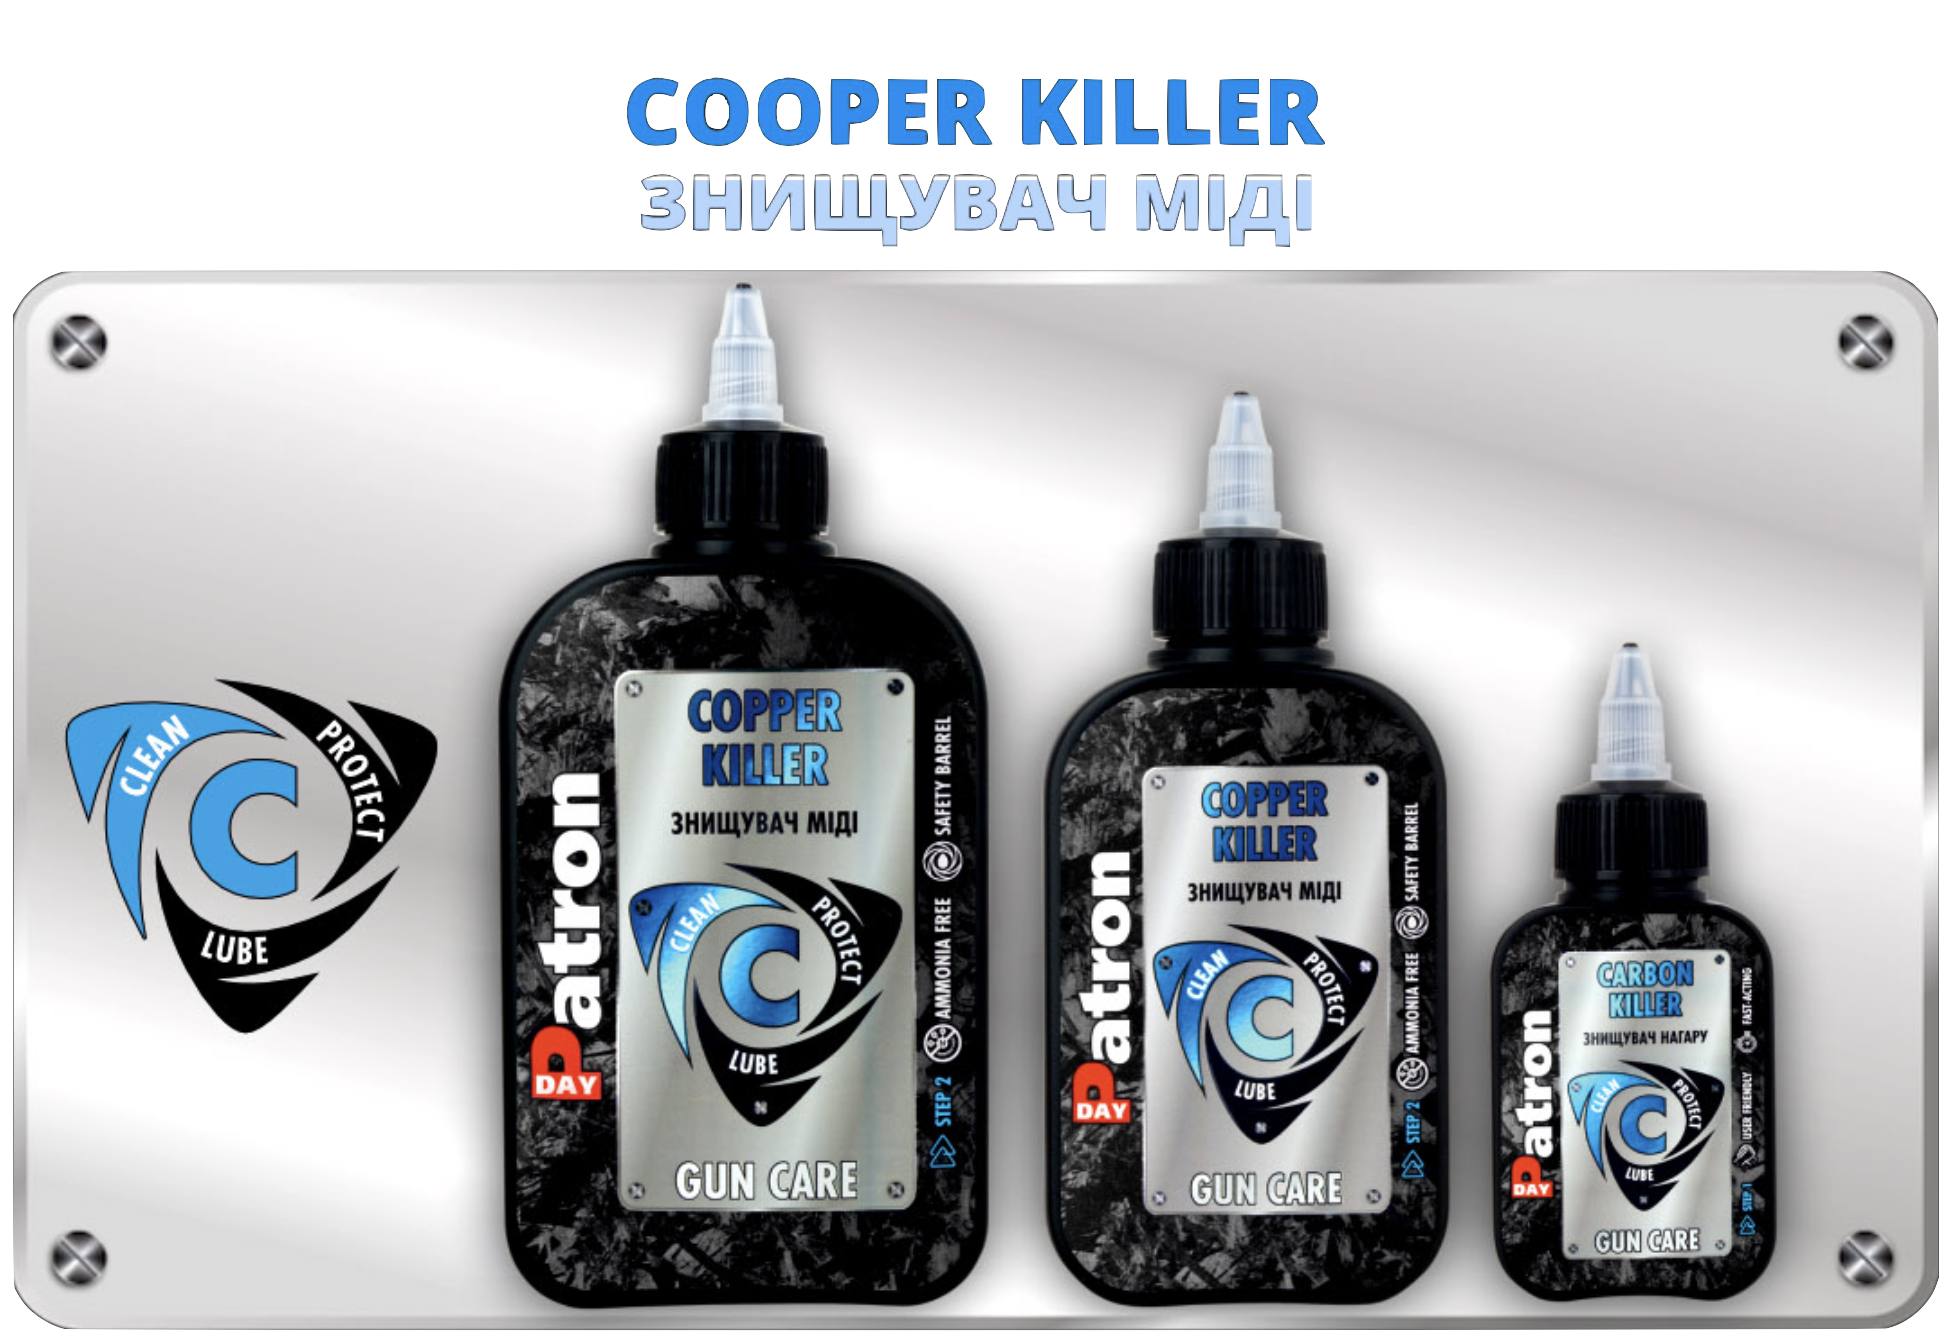 COOPER KILLER
ЗНИЩУВАЧ МІДІ
CLEAN
PROTECT
C
LUBE
COPPER
KILLER
ЗНИЩУВАЧ МІДІ
CLEAN
PROTECT
C
LUBE
GUN CARE
Patron
DAY
STEP 2 AMMONIA FREE SAFETY BARREL
COPPER
KILLER
ЗНИЩУВАЧ МІДІ
CLEAN
PROTECT
C
LUBE
GUN CARE
Patron
DAY
STEP 2 AMMONIA FREE SAFETY BARREL
CARBON
KILLER
ЗНИЩУВАЧ НАГАРУ
CLEAN
PROTECT
C
LUBE
GUN CARE
Patron
DAY
STEP 1 USER FRIENDLY FAST-ACTING